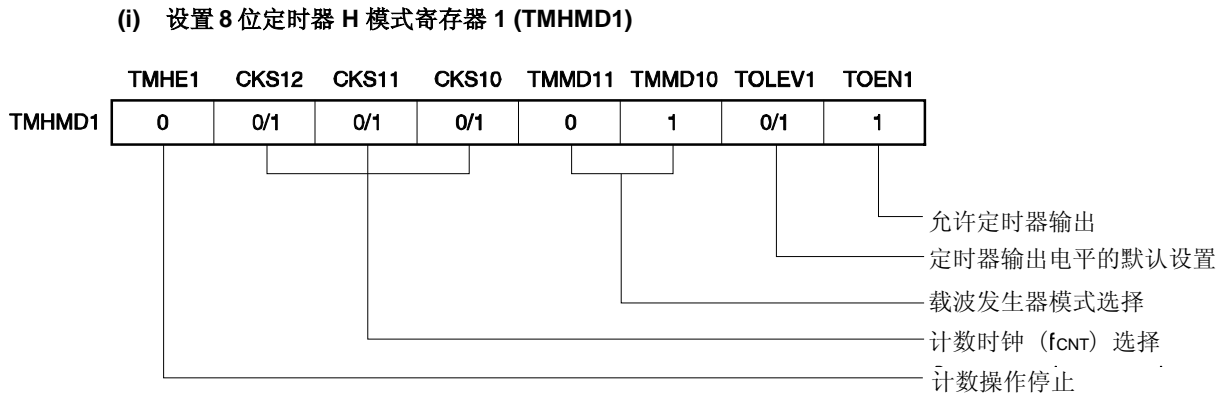 (i) 设置 8 位定时器 H 模式寄存器 1 (TMHMD1)
TMHE1 CKS12 CKS11 CKS10 TMMD11 TMMD10 TOLEV1 TOEN1
TMHMD1 0 0/1 0/1 0/1 0 1 0/1 1
允许定时器输出
定时器输出电平的默认设置
载波发生器模式选择
计数时钟（fCNT）选择
计数操作停止